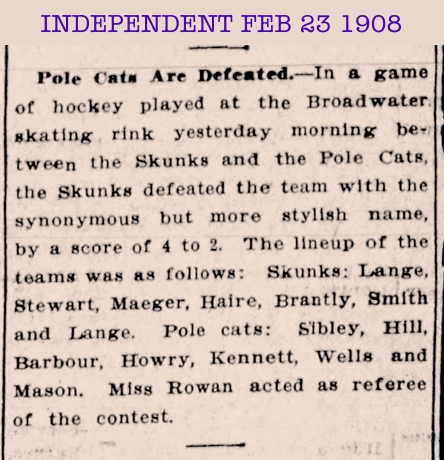 INDEPENDENT FEB 23 1908
Pole Cats Are Defeated.—In a game
of hockey played at the Broadwater
skating rink yesterday morning be-
tween the Skunks and the Pole Cats,
the Skunks defeated the team with the
synonymous but more stylish name,
by a score of 4 to 2. The lineup of the
teams was as follows: Skunks: Lange,
Stewart, Maeger, Haire, Brantly, Smith
and Lange. Pole cats: Sibley, Hill,
Barbour, Howry, Kennett, Wells and
Mason. Miss Rowan acted as referee
of the contest.